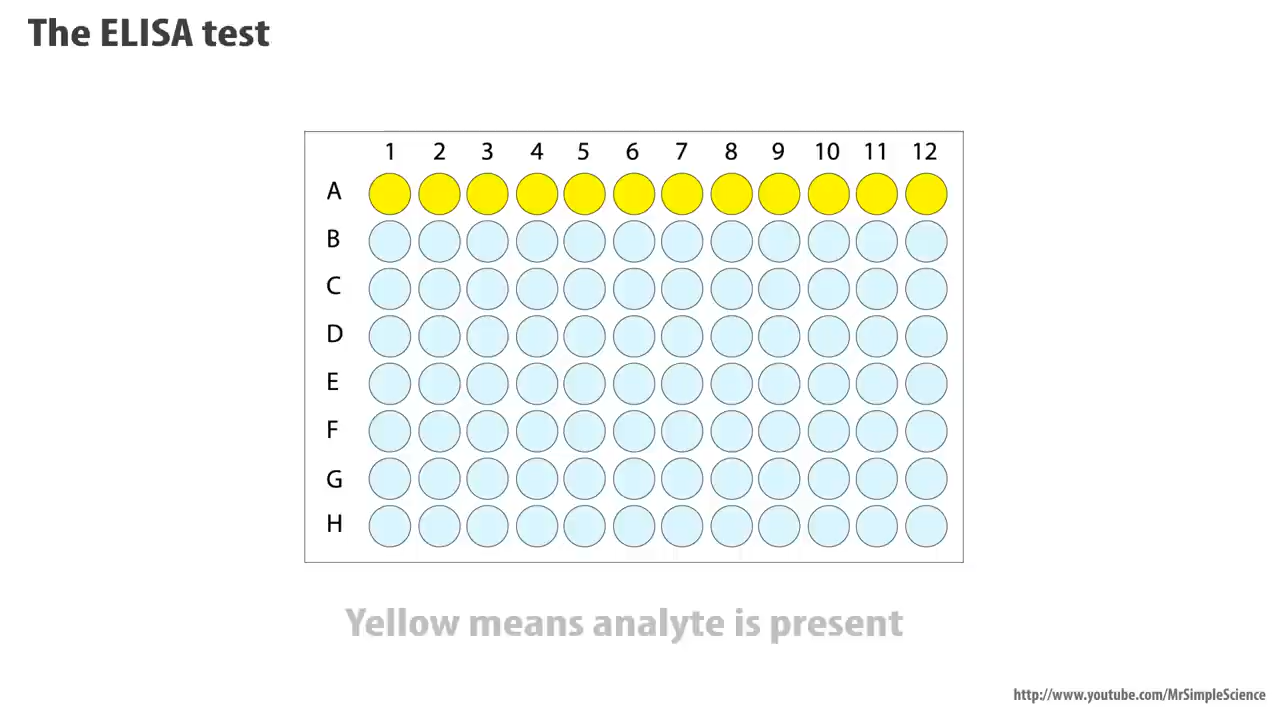 The ELISA test
1 2 3 4 5 6 7 8 9 10 11 12
A
B
C
D
E
F
G
H
Yellow means analyte is present
http://www.youtube.com/MrSimpleScience